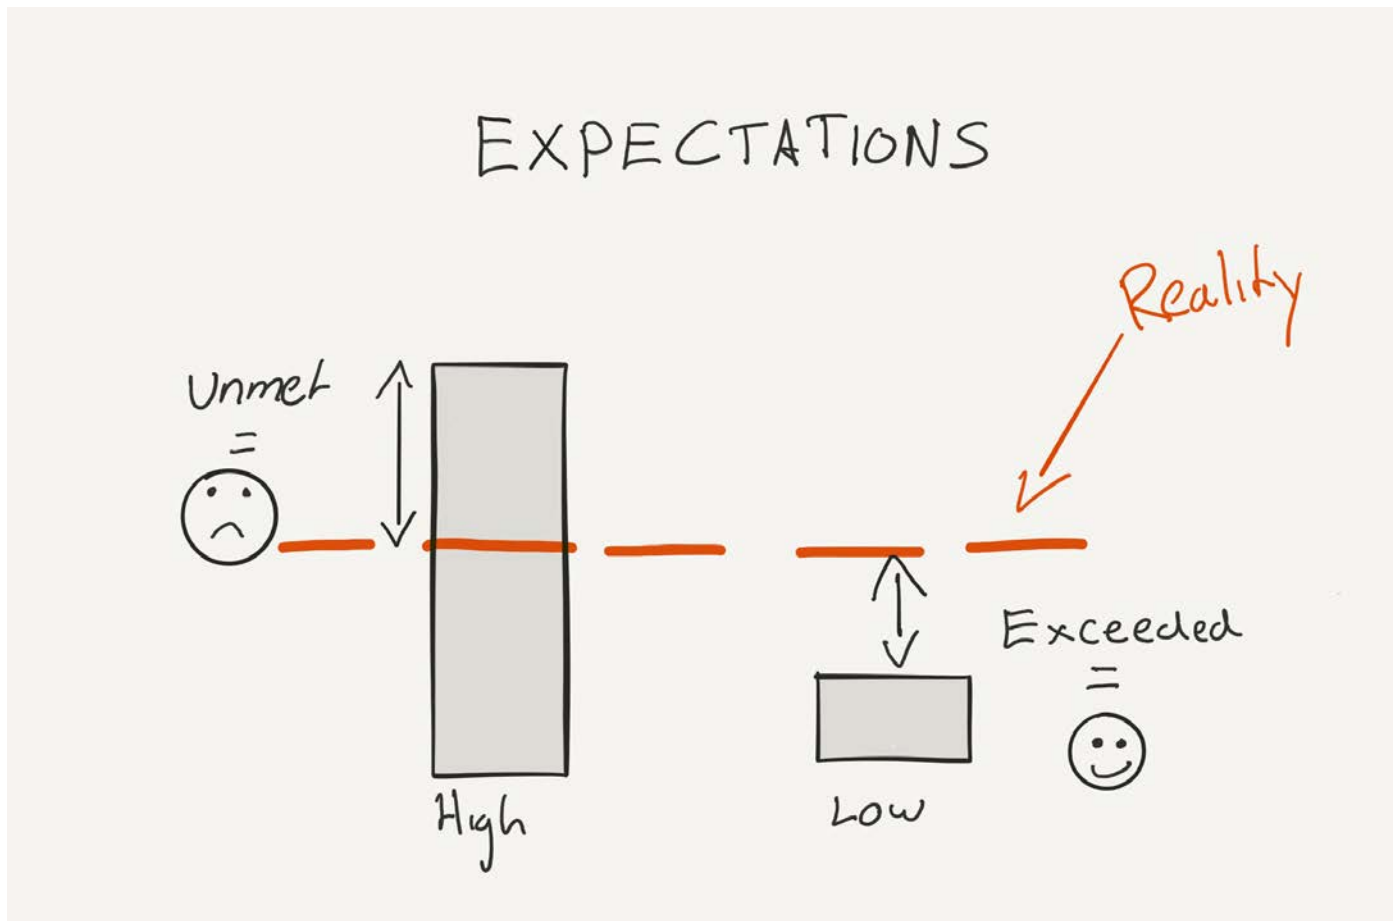 EXPECTATIONS
Reality
Unmet
=
Exceeded
=
High
Low